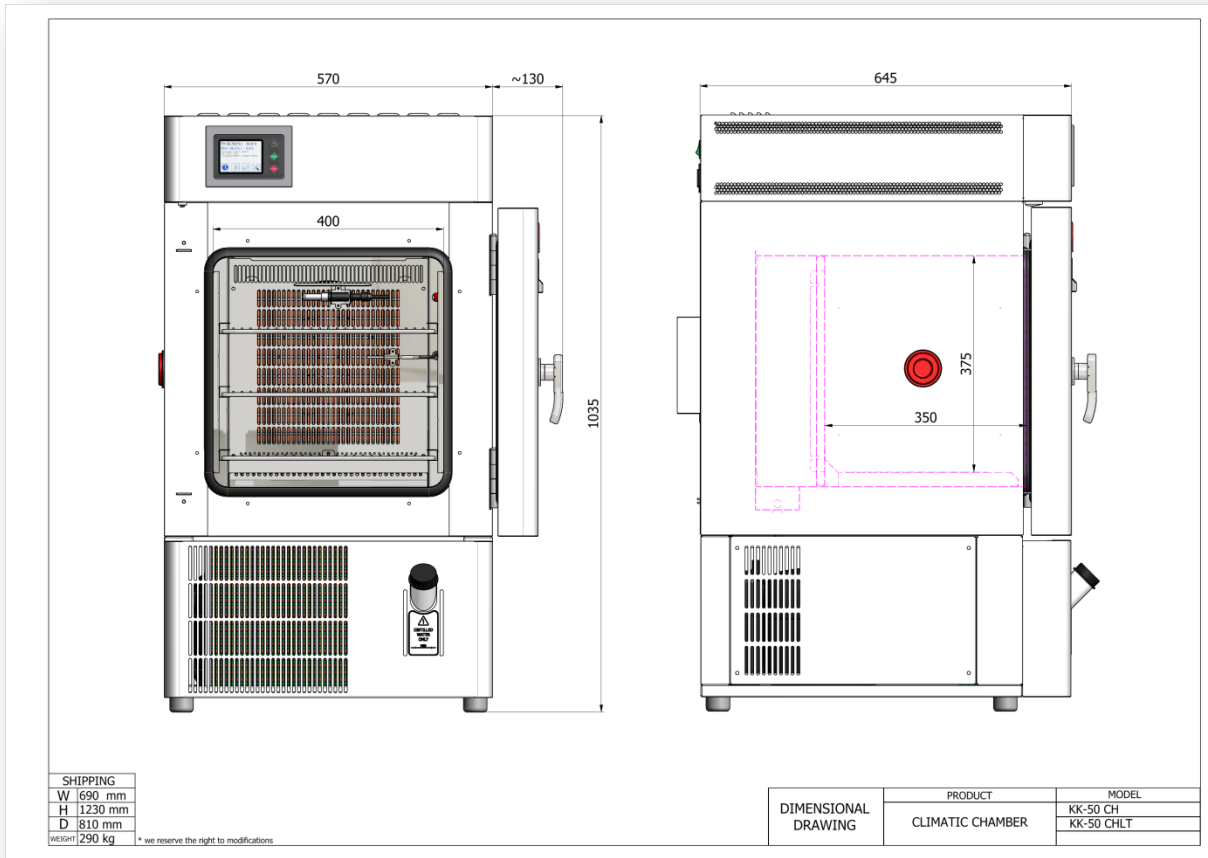 570
~130
645
400
1035
375
350
DISTILLED
WATER
ONLY
SHIPPING
W 690 mm
H 1230 mm
D 810 mm
WEIGHT 290 kg
* we reserve the right to modifications
DIMENSIONAL
DRAWING
PRODUCT
CLIMATIC CHAMBER
MODEL
KK-50 CH
KK-50 CHLT